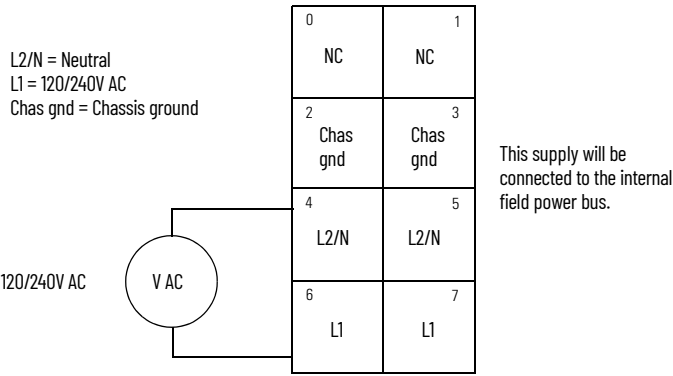 L2/N = Neutral
L1 = 120/240V AC
Chas gnd = Chassis ground
0
1
NC
NC
2
3
Chas
gnd
Chas
gnd
4
5
L2/N
L2/N
6
7
L1
L1
120/240V AC
V AC
This supply will be
connected to the internal
field power bus.